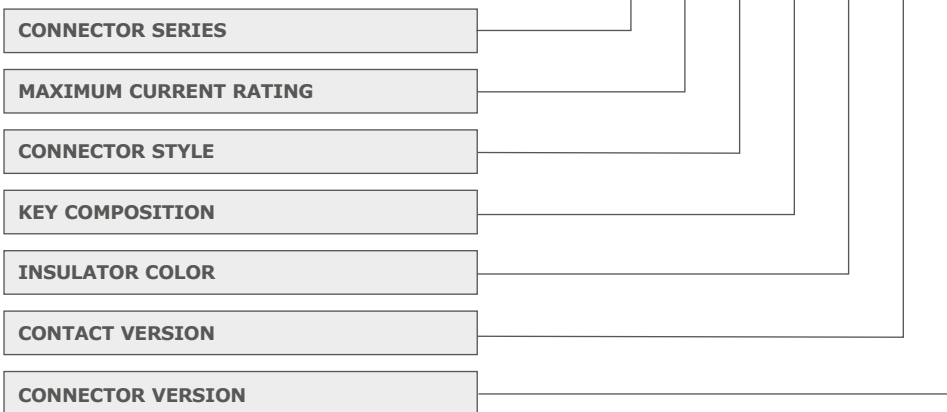 CONNECTOR SERIES
MAXIMUM CURRENT RATING
CONNECTOR STYLE
KEY COMPOSITION
INSULATOR COLOR
CONTACT VERSION
CONNECTOR VERSION